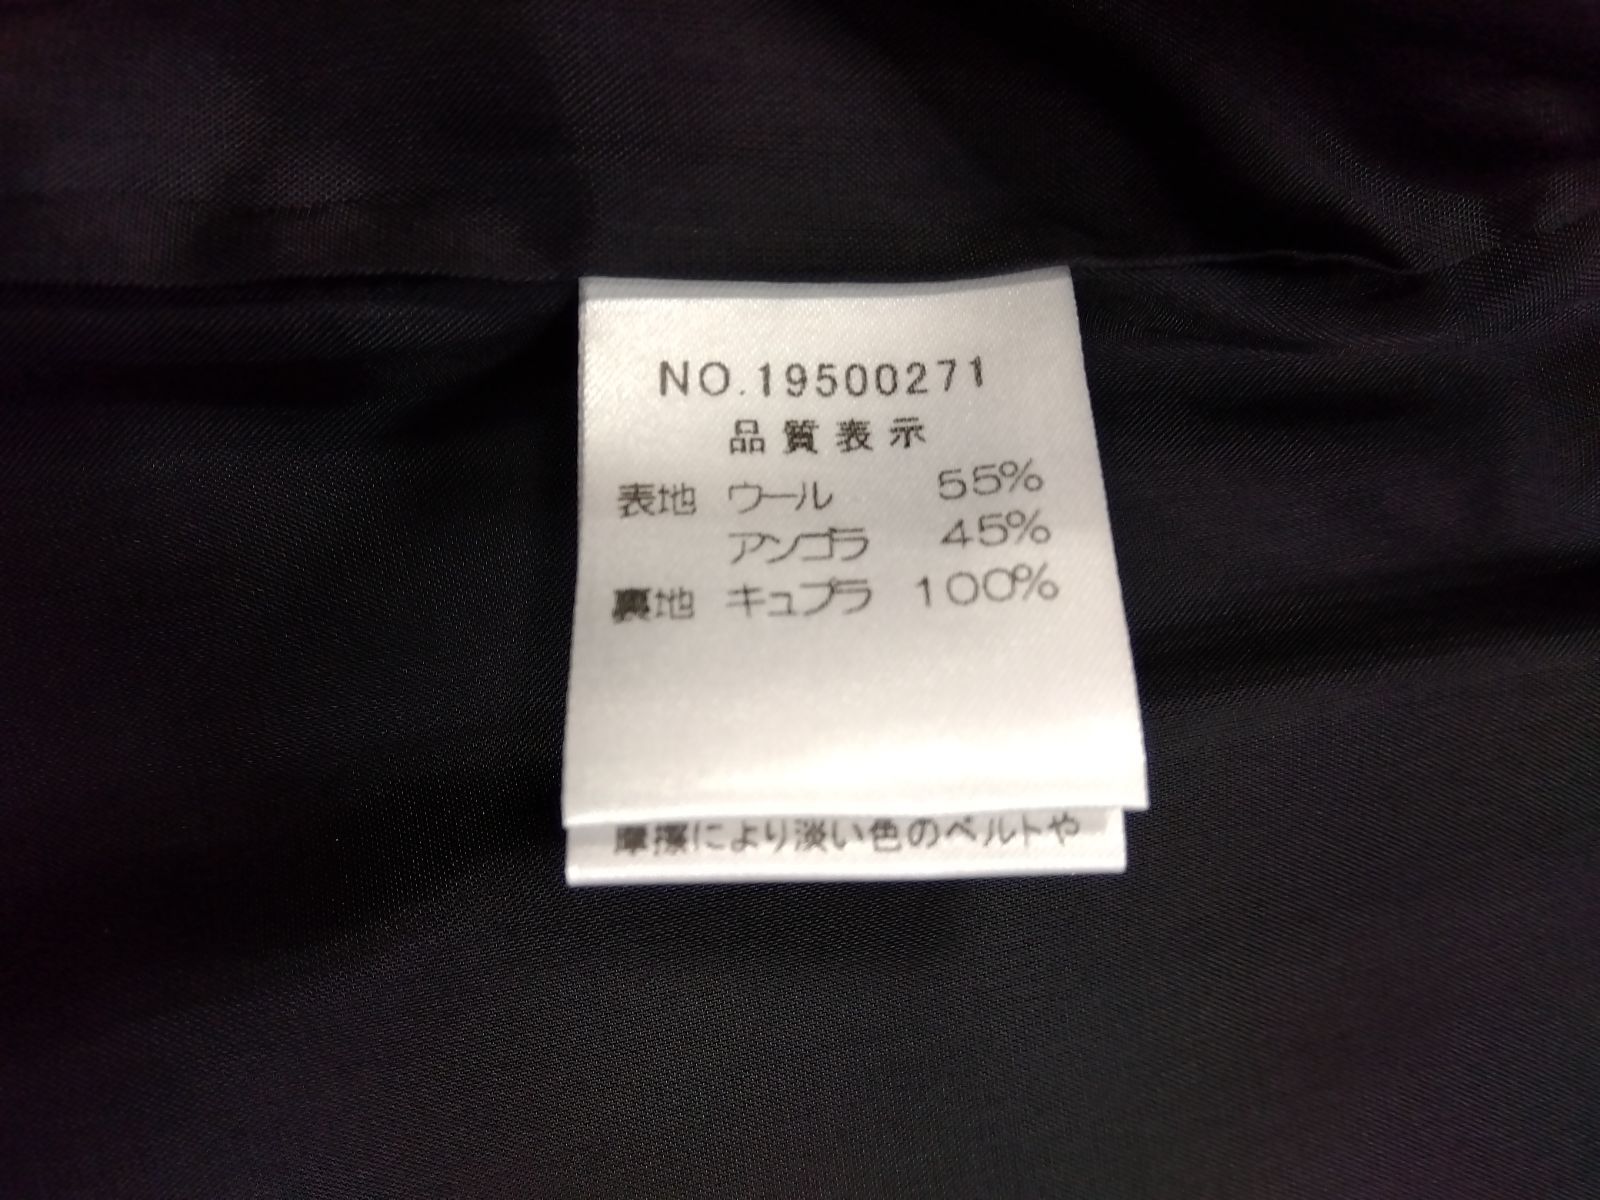 NO.19500271
品質表示
表地 ウール 55%
アンゴラ 45%
裏地 キュプラ 100%
摩擦により淡い色のベルトや